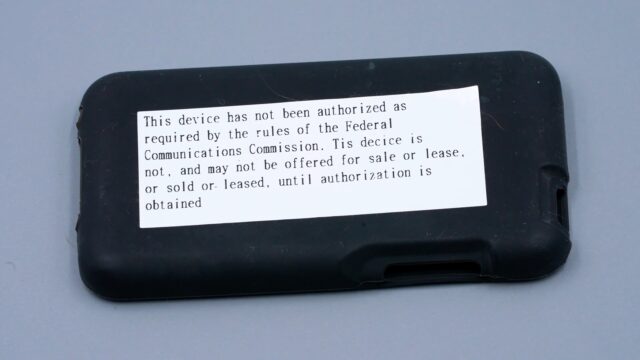 This device has not been authorized as
required by the rules of the Federal
Communications Commission. Tis decice is
not, and may not be offered for sale or lease,
or sold or leased, until authorization is
obtained